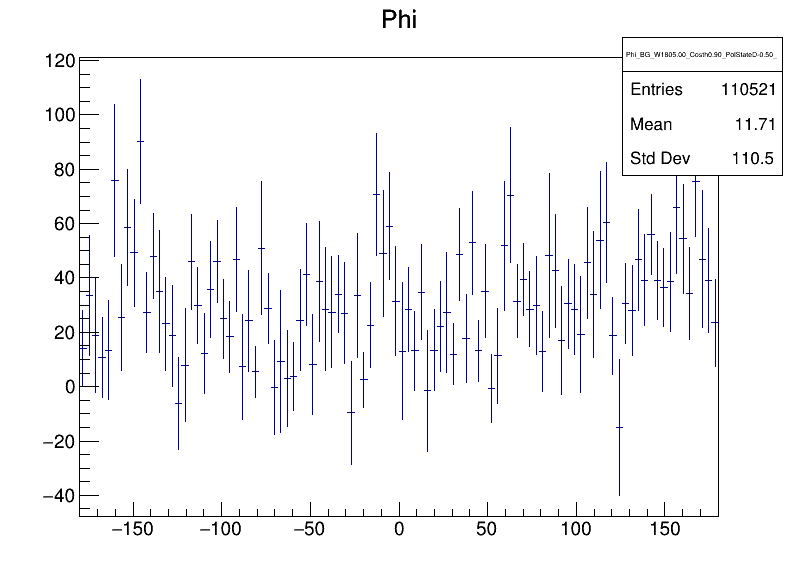 Phi
Phi_BG_W1805.00_Costh0.90_PolStateD-0.50_
Entries 110521
Mean 11.71
Std Dev 110.5
120
100
80
60
40
20
0
−20
−40
−150 −100 −50 0 50 100 150